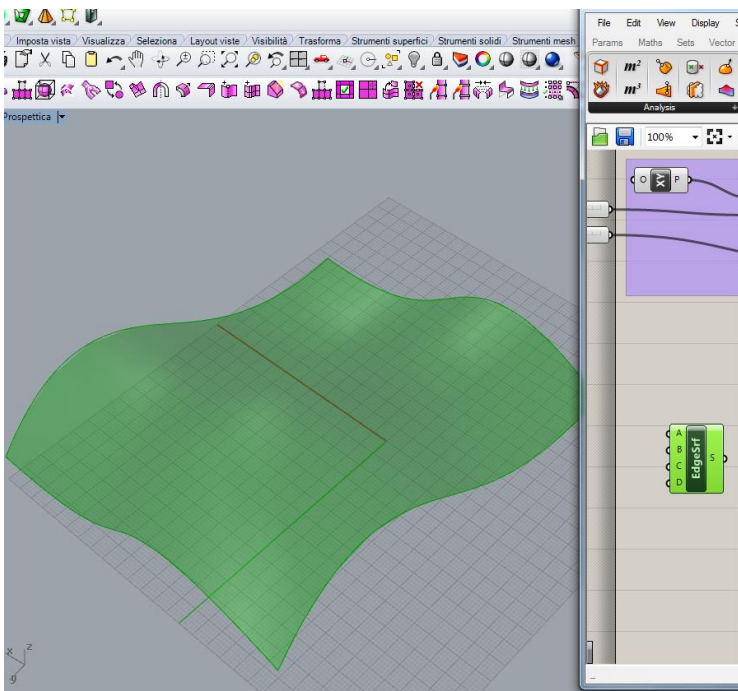 File Edit View Display
Imposta vista Visualizza Seleziona Layout viste Visibilità Trasforma Strumenti superfici Strumenti solidi Strumenti mesh
Params Maths Sets Vector
m²
m³
Analysis
Prospettica
100%
O XY P
A
B
C
D
EdgeSrf
S
x z
y